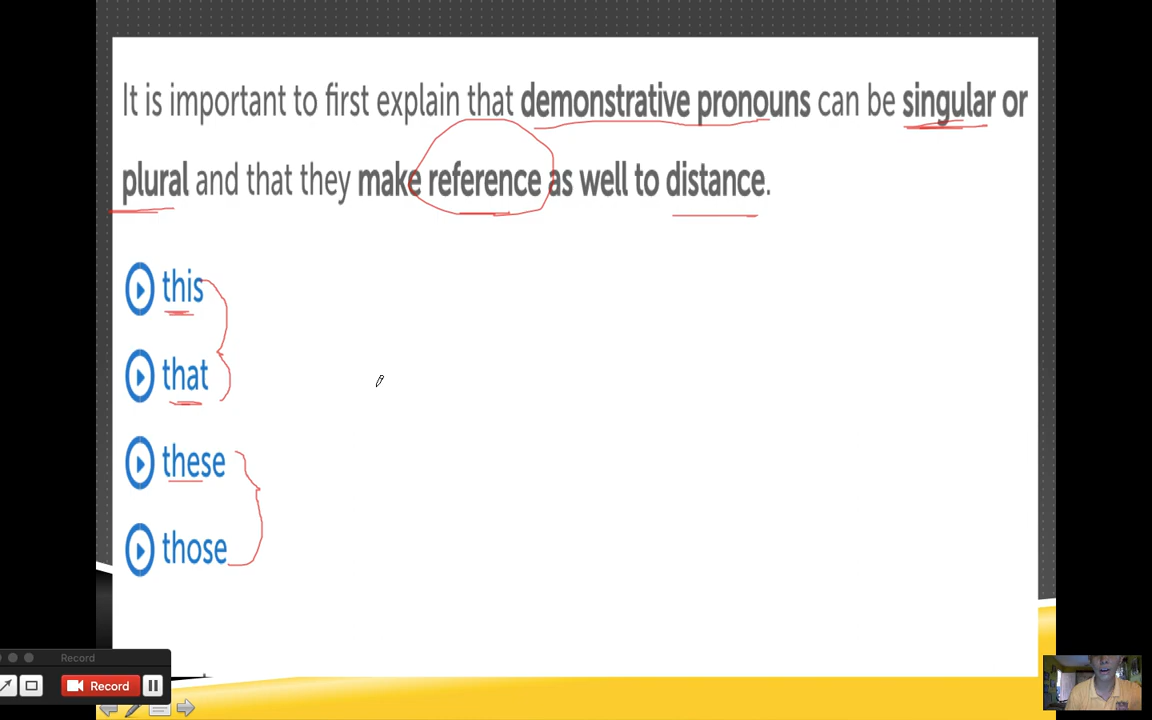 It is important to first explain that demonstrative pronouns can be singular or
plural and that they make reference as well to distance.
this
that
these
those
Record
Record